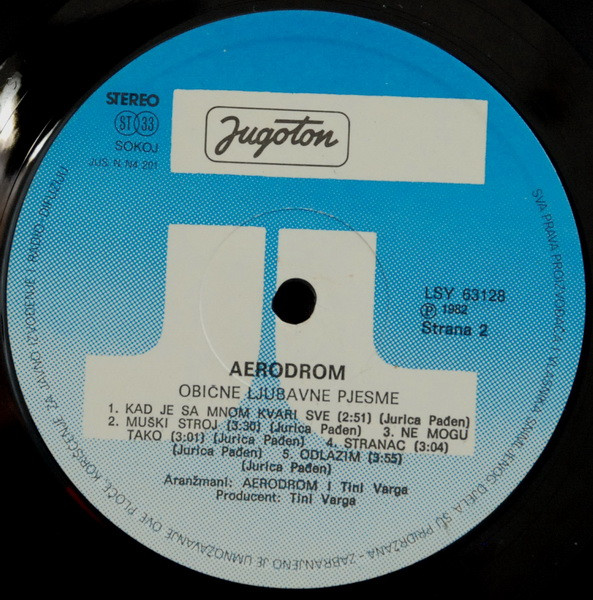 STEREO
ST 33
SOKOJ
JUS. N. N4 201
Jugoton
LSY 63128
Ⓟ 1982
Strana 2
AERODROM
OBIČNE LJUBAVNE PJESME
1. KAD JE SA MNOM KVARI SVE (2:51) (Jurica Pađen)
2. MUŠKI STROJ (3:30) (Jurica Pađen) 3. NE MOGU
TAKO (3:01) (Jurica Pađen) 4. STRANAC (3:04)
(Jurica Pađen) 5. ODLAZIM (3:55)
(Jurica Pađen)
Aranžmani: AERODROM I Tini Varga
Producent: Tini Varga
SVA PRAVA PROIZVOĐAČA I VLASNIKA SNIMLJENOG DJELA SU PRIDRŽANA - ZABRANJENO JE UMNOŽAVANJE OVE PLOČE, KORIŠĆENJE ZA JAVNO IZVOĐENJE I RADIO-DIFUZIJU